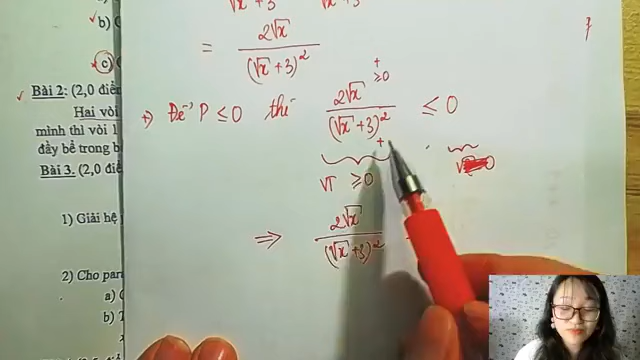 √x +3 √x +3
= 2√x / (√x +3)²
b)
c)
Bài 2: (2,0 điể
Hai vòi
mình thì vòi 1
đầy bể trong b
Bài 3. (2,0 điể
1) Giải hệ
2) Cho par
a)
b)
+
≥0
+) Để P ≤ 0 thì 2√x / (√x +3)² ≤ 0
+
VT ≥ 0
⇒ 2√x / (√x +3)²